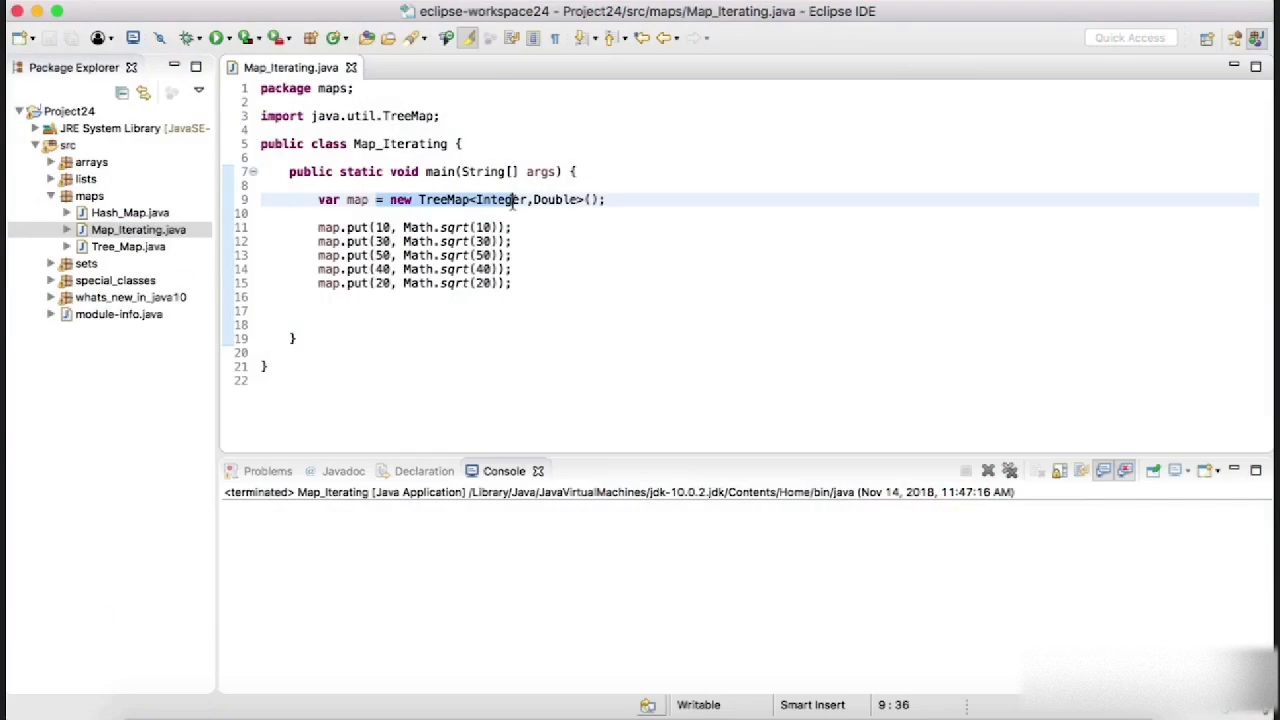 eclipse-workspace24 - Project24/src/maps/Map_Iterating.java - Eclipse IDE
Quick Access
Package Explorer
Project24
JRE System Library [JavaSE-
src
arrays
lists
maps
Hash_Map.java
Map_Iterating.java
Tree_Map.java
sets
special_classes
whats_new_in_java10
module-info.java
Map_Iterating.java
1 package maps;
2
3 import java.util.TreeMap;
4
5 public class Map_Iterating {
6
7 public static void main(String[] args) {
8
9 var map = new TreeMap<Integer,Double>();
10
11 map.put(10, Math.sqrt(10));
12 map.put(30, Math.sqrt(30));
13 map.put(50, Math.sqrt(50));
14 map.put(40, Math.sqrt(40));
15 map.put(20, Math.sqrt(20));
16
17
18
19 }
20
21 }
22
Problems @ Javadoc Declaration Console
<terminated> Map_Iterating [Java Application] /Library/Java/JavaVirtualMachines/jdk-10.0.2.jdk/Contents/Home/bin/java (Nov 14, 2018, 11:47:16 AM)
Writable Smart Insert 9 : 36